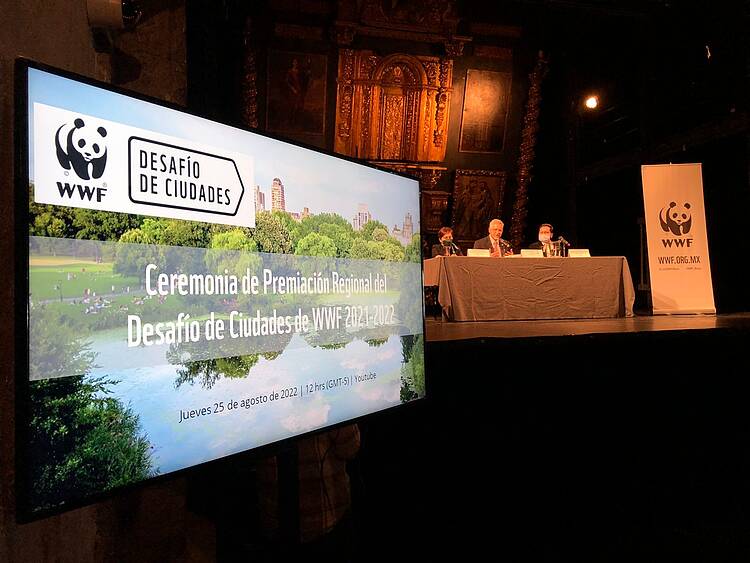 WWF
DESAFÍO
DE CIUDADES
Ceremonia de Premiación Regional del
Desafío de Ciudades de WWF 2021-2022
Jueves 25 de agosto de 2022 | 12 hrs (GMT-5) | Youtube
WWF
WWF.ORG.MX